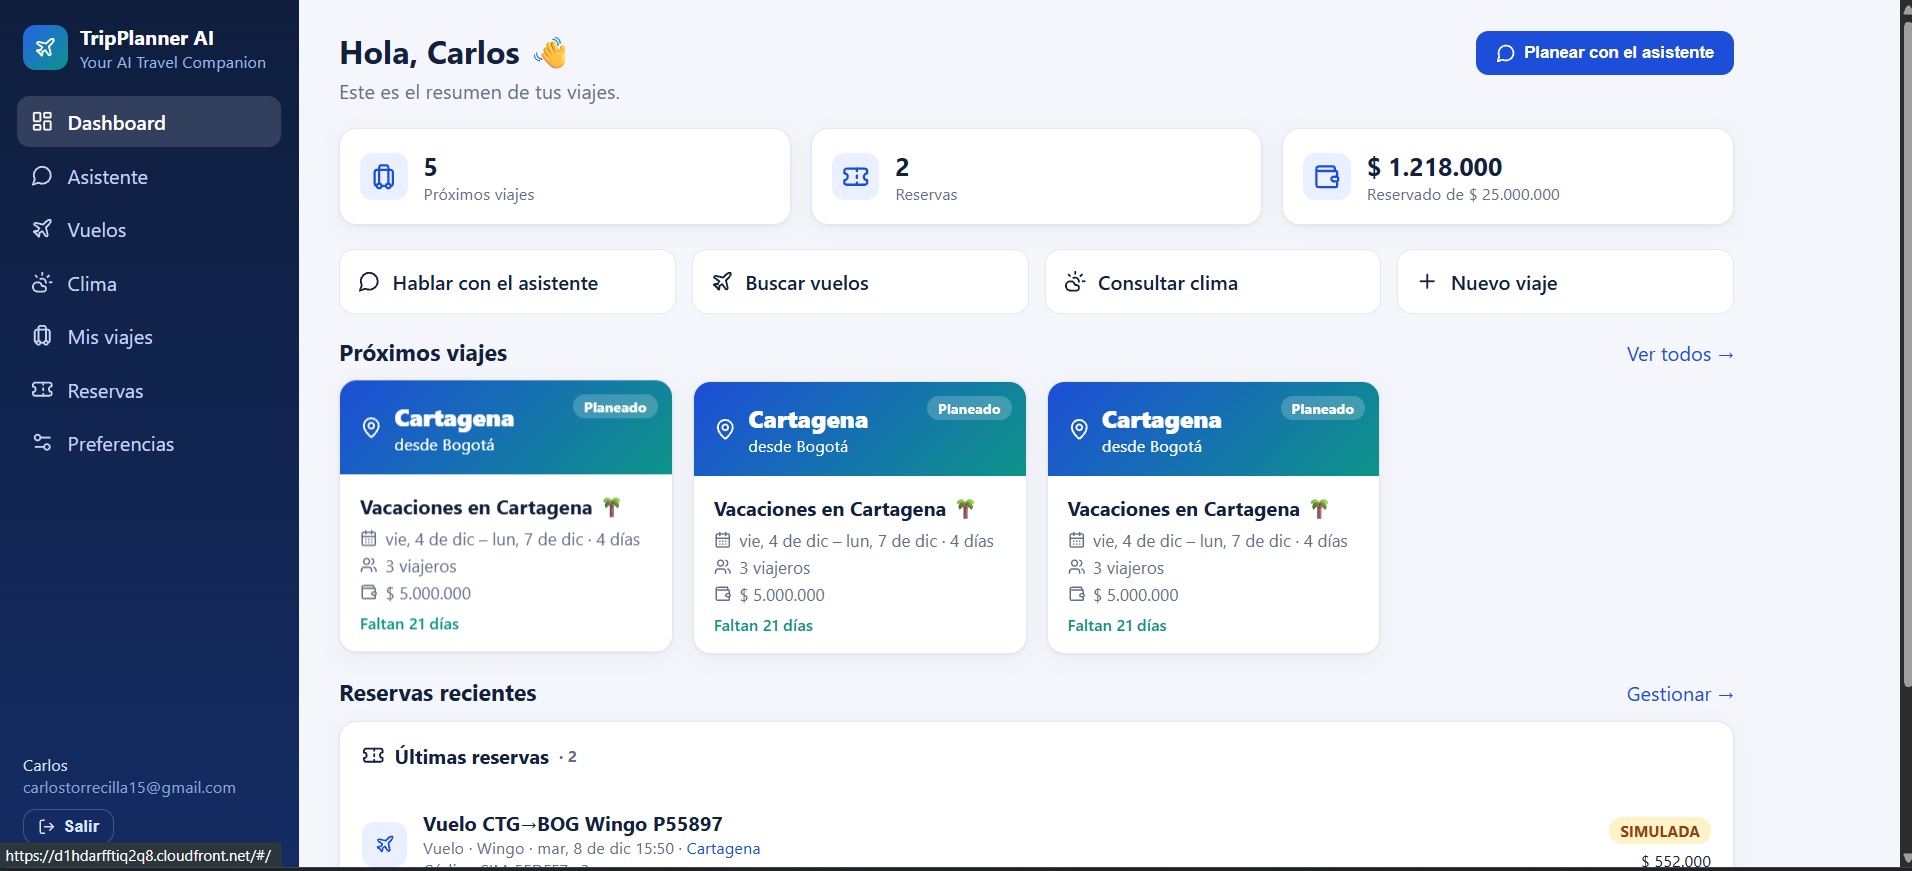 TripPlanner AI
Your AI Travel Companion
Dashboard
Asistente
Vuelos
Clima
Mis viajes
Reservas
Preferencias
Carlos
carlostorrecilla15@gmail.com
Salir
https://d1hdarfftiq2q8.cloudfront.net/#/
Hola, Carlos 👋
Este es el resumen de tus viajes.
Planear con el asistente
5
Próximos viajes
2
Reservas
$ 1.218.000
Reservado de $ 25.000.000
Hablar con el asistente
Buscar vuelos
Consultar clima
Nuevo viaje
Próximos viajes
Ver todos →
Cartagena
desde Bogotá
Planeado
Vacaciones en Cartagena 🌴
vie, 4 de dic – lun, 7 de dic · 4 días
3 viajeros
$ 5.000.000
Faltan 21 días
Cartagena
desde Bogotá
Planeado
Vacaciones en Cartagena 🌴
vie, 4 de dic – lun, 7 de dic · 4 días
3 viajeros
$ 5.000.000
Faltan 21 días
Cartagena
desde Bogotá
Planeado
Vacaciones en Cartagena 🌴
vie, 4 de dic – lun, 7 de dic · 4 días
3 viajeros
$ 5.000.000
Faltan 21 días
Reservas recientes
Gestionar →
Últimas reservas · 2
Vuelo CTG→BOG Wingo P55897
Vuelo · Wingo · mar, 8 de dic 15:50 · Cartagena
SIMULADA
$ 552.000